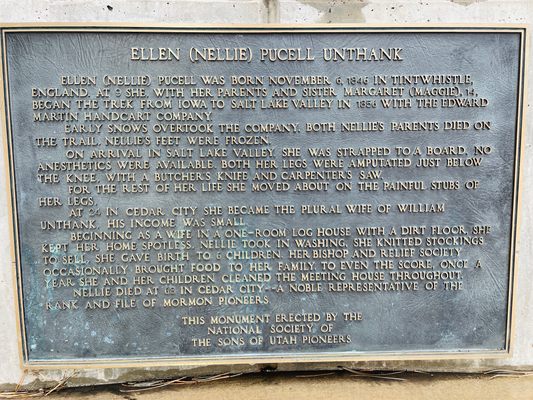 ELLEN (NELLIE) PUCELL UNTHANK
ELLEN (NELLIE) PUCELL WAS BORN NOVEMBER 6, 1846 IN TINTWHISTLE,
ENGLAND. AT 9 SHE, WITH HER PARENTS AND SISTER MARGARET (MAGGIE), 14,
BEGAN THE TREK FROM IOWA TO SALT LAKE VALLEY IN 1856 WITH THE EDWARD
MARTIN HANDCART COMPANY.
EARLY SNOWS OVERTOOK THE COMPANY. BOTH NELLIE'S PARENTS DIED ON
THE TRAIL. NELLIE'S FEET WERE FROZEN.
ON ARRIVAL IN SALT LAKE VALLEY, SHE WAS STRAPPED TO A BOARD. NO
ANESTHETICS WERE AVAILABLE. BOTH HER LEGS WERE AMPUTATED JUST BELOW
THE KNEE, WITH A BUTCHER'S KNIFE AND CARPENTER'S SAW.
FOR THE REST OF HER LIFE SHE MOVED ABOUT ON THE PAINFUL STUBS OF
HER LEGS.
AT 24 IN CEDAR CITY SHE BECAME THE PLURAL WIFE OF WILLIAM
UNTHANK. HIS INCOME WAS SMALL.
BEGINNING AS A WIFE IN A ONE-ROOM LOG HOUSE WITH A DIRT FLOOR, SHE
KEPT HER HOME SPOTLESS. NELLIE TOOK IN WASHING, SHE KNITTED STOCKINGS
TO SELL, SHE GAVE BIRTH TO 6 CHILDREN. HER BISHOP AND RELIEF SOCIETY
OCCASIONALLY BROUGHT FOOD TO HER FAMILY. TO EVEN THE SCORE, ONCE A
YEAR SHE AND HER CHILDREN CLEANED THE MEETING HOUSE THROUGHOUT.
NELLIE DIED AT 69 IN CEDAR CITY--A NOBLE REPRESENTATIVE OF THE
RANK AND FILE OF MORMON PIONEERS.
THIS MONUMENT ERECTED BY THE
NATIONAL SOCIETY OF
THE SONS OF UTAH PIONEERS